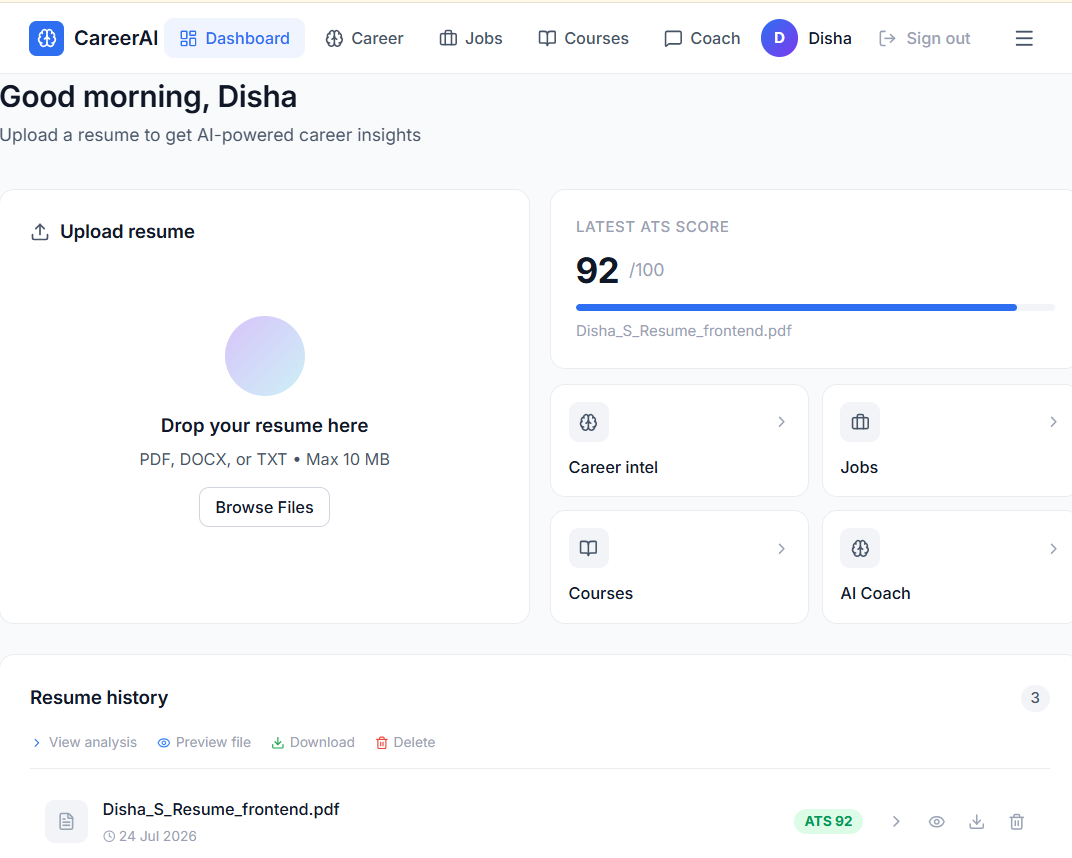 CareerAI Dashboard Career Jobs Courses Coach D Disha Sign out
Good morning, Disha
Upload a resume to get AI-powered career insights
Upload resume
Drop your resume here
PDF, DOCX, or TXT • Max 10 MB
Browse Files
LATEST ATS SCORE
92 /100
Disha_S_Resume_frontend.pdf
Career intel
Jobs
Courses
AI Coach
Resume history
3
View analysis Preview file Download Delete
Disha_S_Resume_frontend.pdf
24 Jul 2026
ATS 92